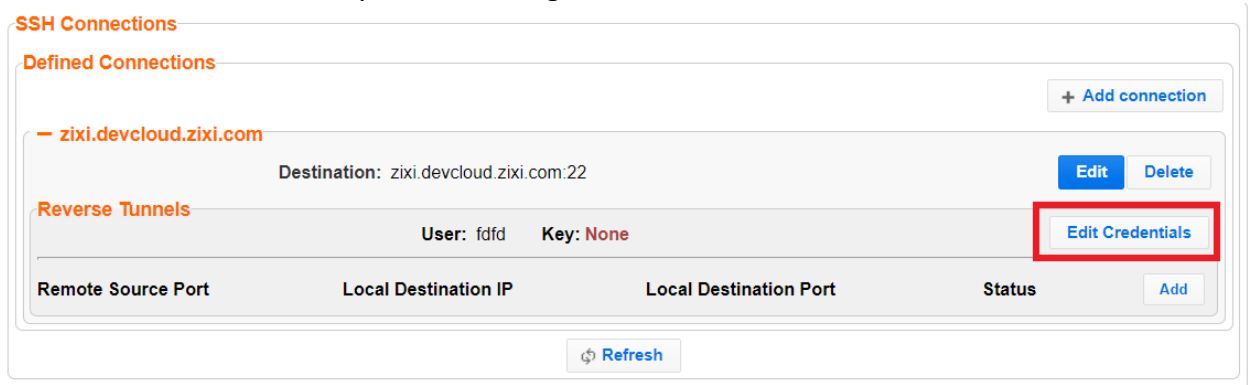 SSH Connections
Defined Connections
+ Add connection
− zixi.devcloud.zixi.com
Destination: zixi.devcloud.zixi.com:22
Edit
Delete
Reverse Tunnels
User: fdfd Key: None
Edit Credentials
Remote Source Port Local Destination IP Local Destination Port Status
Add
Refresh